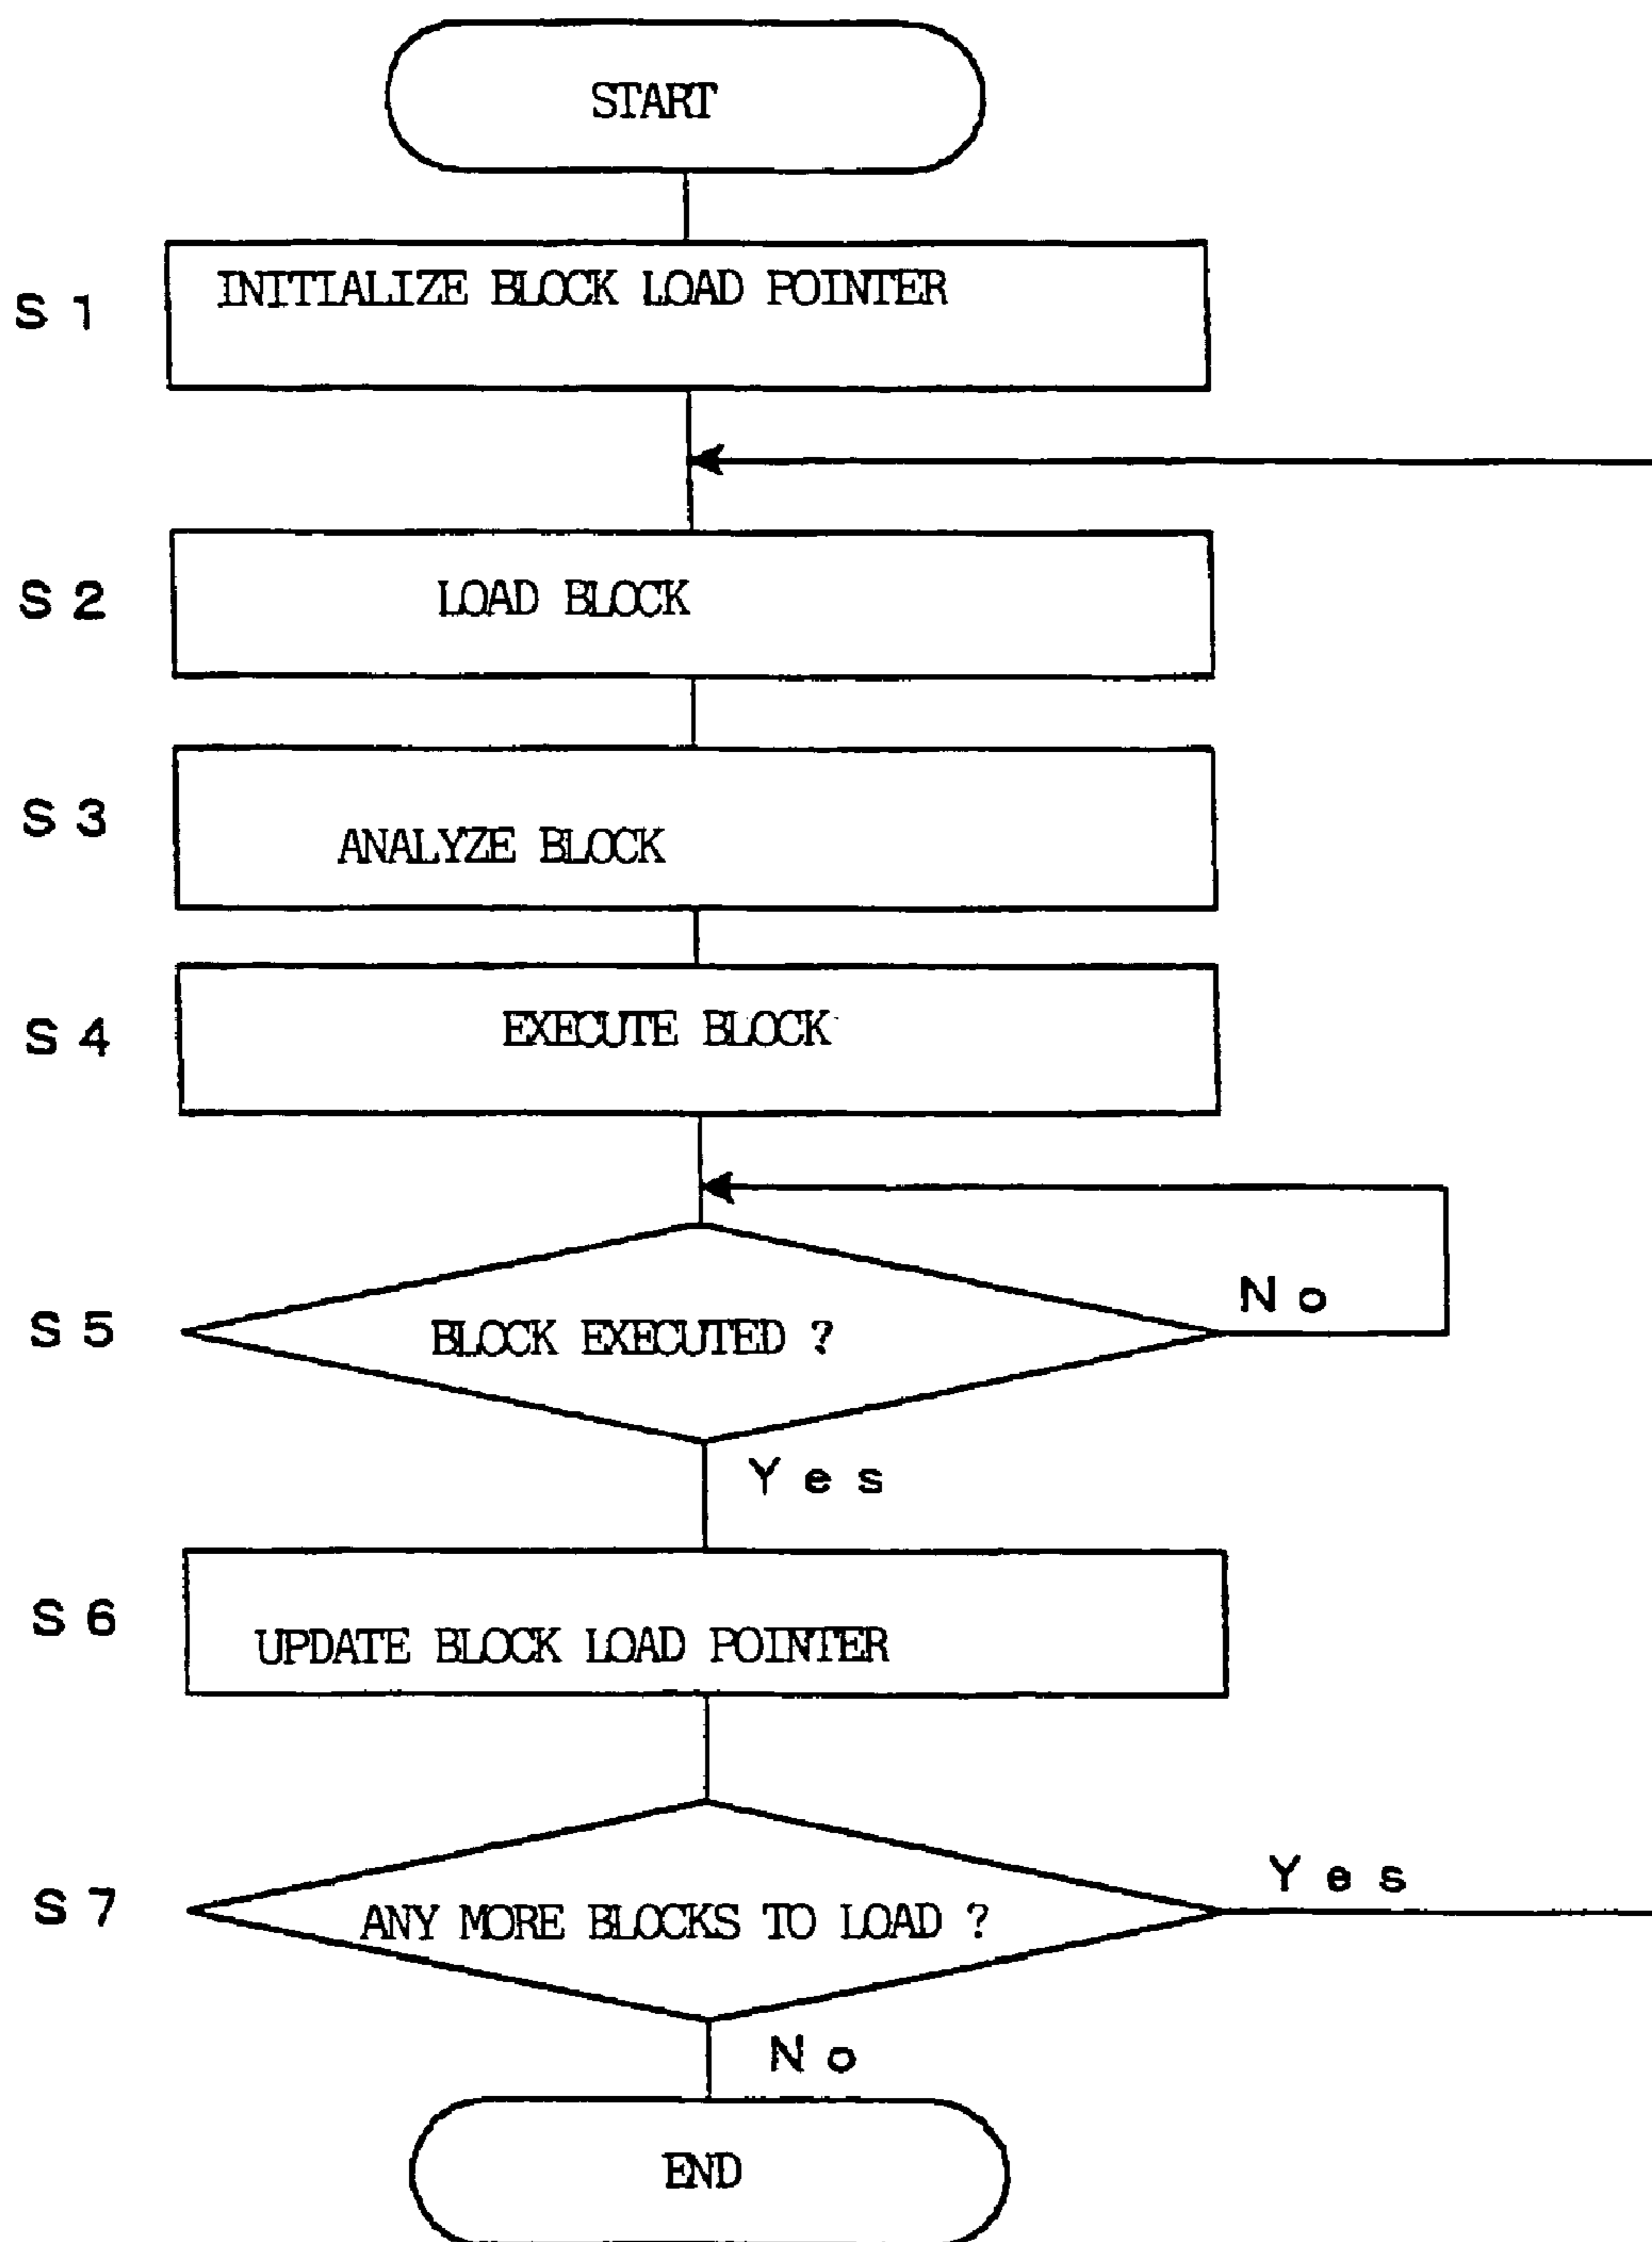 START
S 1
INITIALIZE BLOCK LOAD POINTER
S 2
LOAD BLOCK
S 3
ANALYZE BLOCK
S 4
EXECUTE BLOCK
S 5
BLOCK EXECUTED ?
No
Yes
S 6
UPDATE BLOCK LOAD POINTER
S 7
ANY MORE BLOCKS TO LOAD ?
Yes
No
END